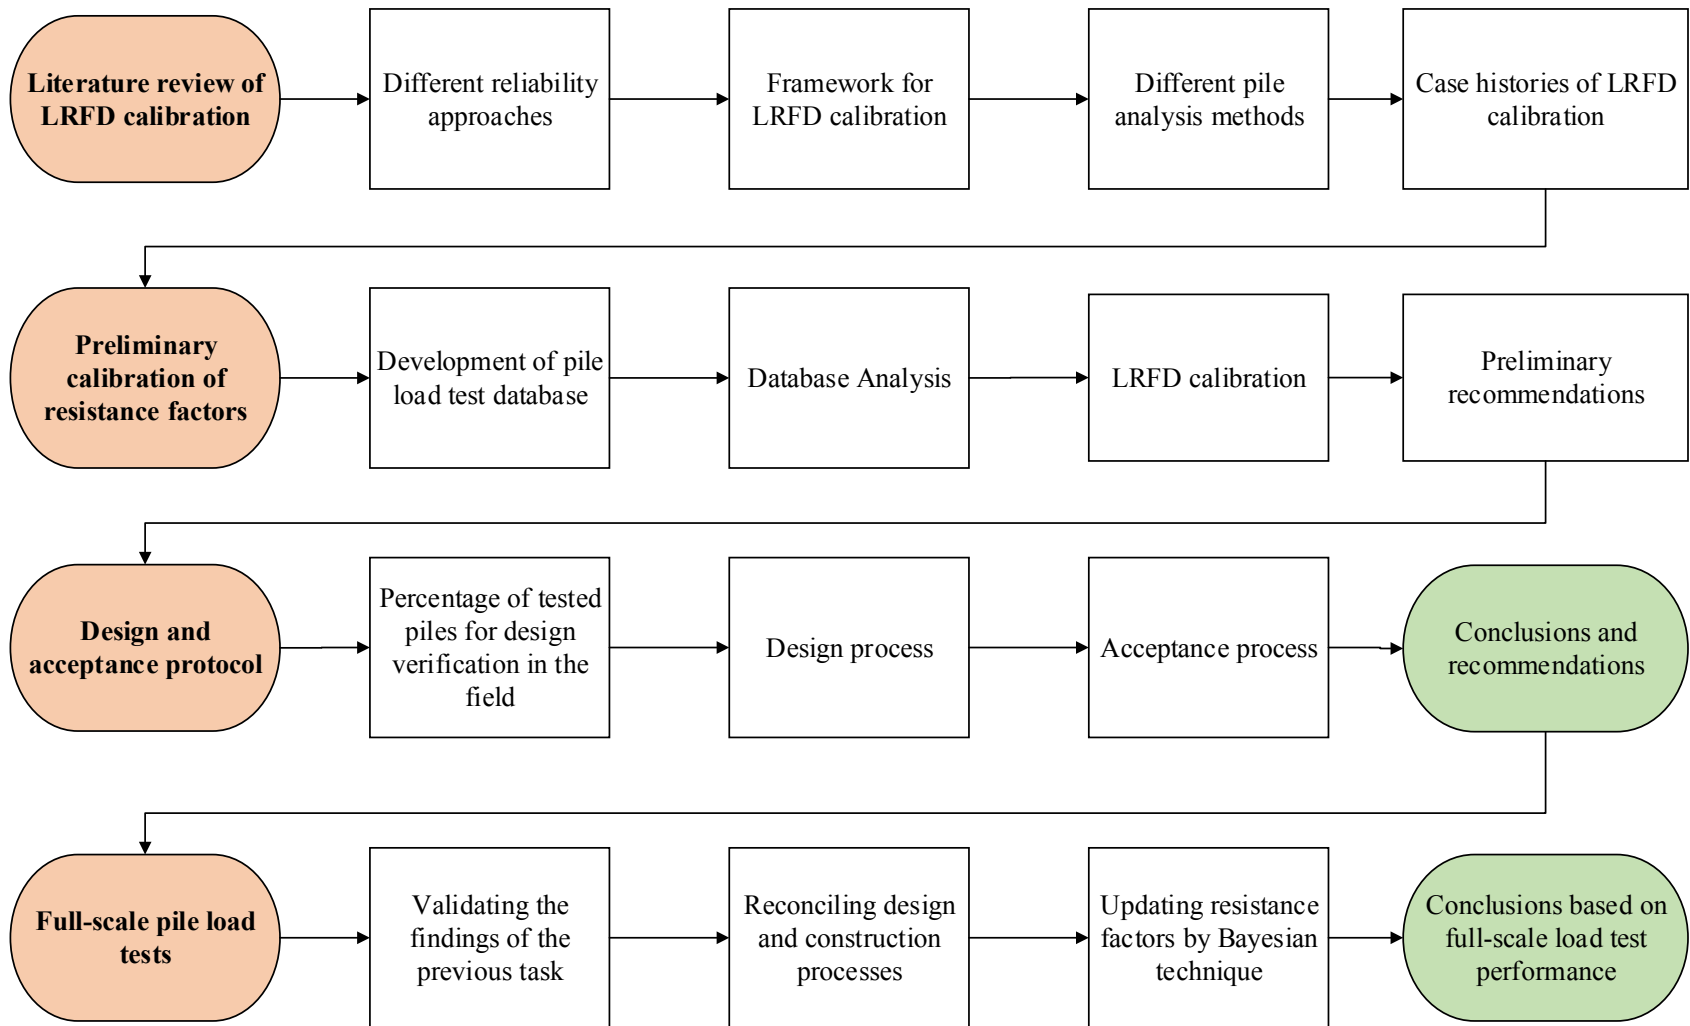 Literature review of
LRFD calibration
Different reliability
approaches
Framework for
LRFD calibration
Different pile
analysis methods
Case histories of LRFD
calibration
Preliminary
calibration of
resistance factors
Development of pile
load test database
Database Analysis
LRFD calibration
Preliminary
recommendations
Design and
acceptance protocol
Percentage of tested
piles for design
verification in the
field
Design process
Acceptance process
Conclusions and
recommendations
Full-scale pile load
tests
Validating the
findings of the
previous task
Reconciling design
and construction
processes
Updating resistance
factors by Bayesian
technique
Conclusions based on
full-scale load test
performance